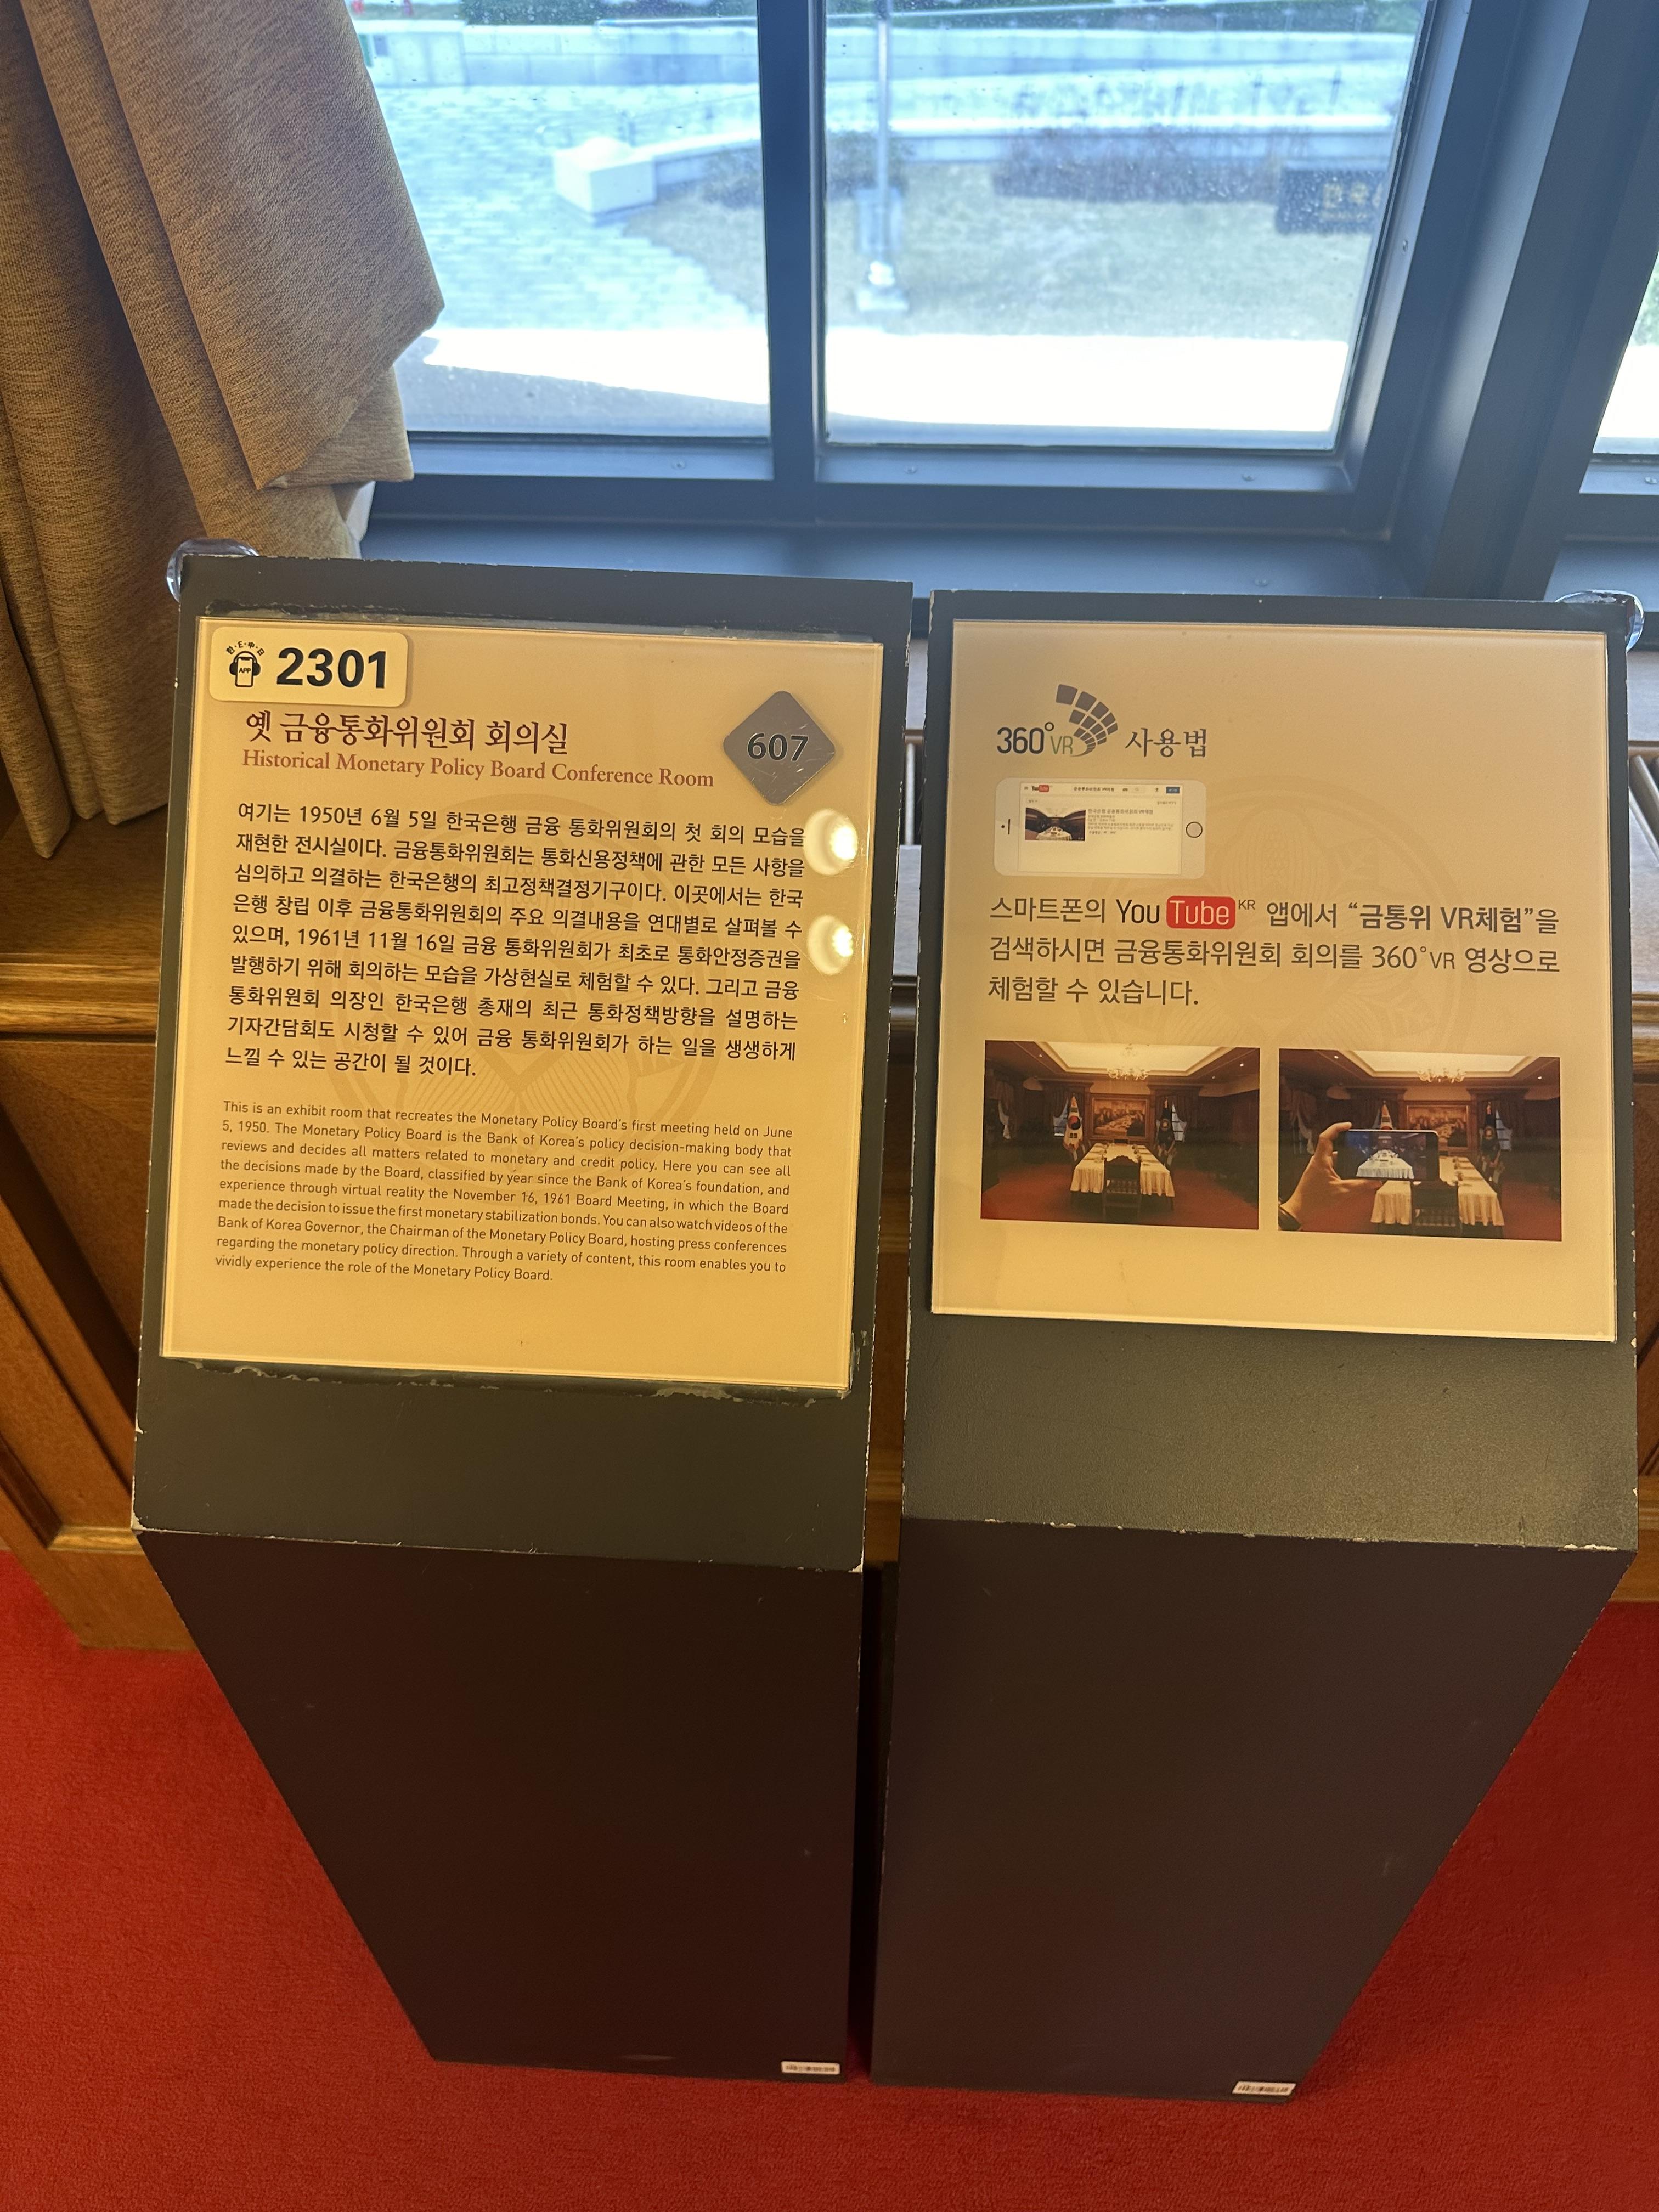 한·E·中·日
APP
2301
옛 금융통화위원회 회의실
Historical Monetary Policy Board Conference Room
607
여기는 1950년 6월 5일 한국은행 금융 통화위원회의 첫 회의 모습을
재현한 전시실이다. 금융통화위원회는 통화신용정책에 관한 모든 사항을
심의하고 의결하는 한국은행의 최고정책결정기구이다. 이곳에서는 한국
은행 창립 이후 금융통화위원회의 주요 의결내용을 연대별로 살펴볼 수
있으며, 1961년 11월 16일 금융 통화위원회가 최초로 통화안정증권을
발행하기 위해 회의하는 모습을 가상현실로 체험할 수 있다. 그리고 금융
통화위원회 의장인 한국은행 총재의 최근 통화정책방향을 설명하는
기자간담회도 시청할 수 있어 금융 통화위원회가 하는 일을 생생하게
느낄 수 있는 공간이 될 것이다.
This is an exhibit room that recreates the Monetary Policy Board's first meeting held on June
5, 1950. The Monetary Policy Board is the Bank of Korea's policy decision-making body that
reviews and decides all matters related to monetary and credit policy. Here you can see all
the decisions made by the Board, classified by year since the Bank of Korea's foundation, and
experience through virtual reality the November 16, 1961 Board Meeting, in which the Board
made the decision to issue the first monetary stabilization bonds. You can also watch videos of the
Bank of Korea Governor, the Chairman of the Monetary Policy Board, hosting press conferences
regarding the monetary policy direction. Through a variety of content, this room enables you to
vividly experience the role of the Monetary Policy Board.
360°VR 사용법
스마트폰의 You Tube KR 앱에서 “금통위 VR체험”을
검색하시면 금융통화위원회 회의를 360°VR 영상으로
체험할 수 있습니다.